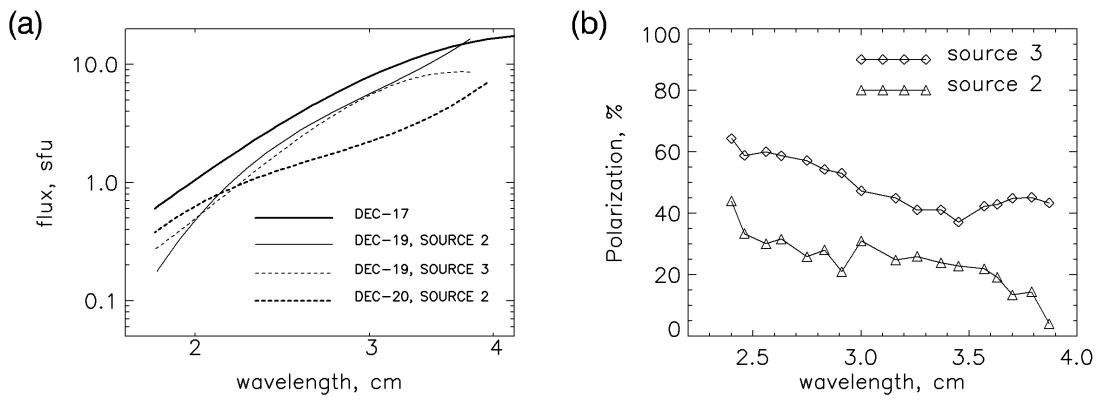 (a)
10.0
1.0
0.1
flux, sfu
DEC-17
DEC-19, SOURCE 2
DEC-19, SOURCE 3
DEC-20, SOURCE 2
2 3 4
wavelength, cm
(b)
100
80
60
40
20
0
Polarization, %
source 3
source 2
2.5 3.0 3.5 4.0
wavelength, cm